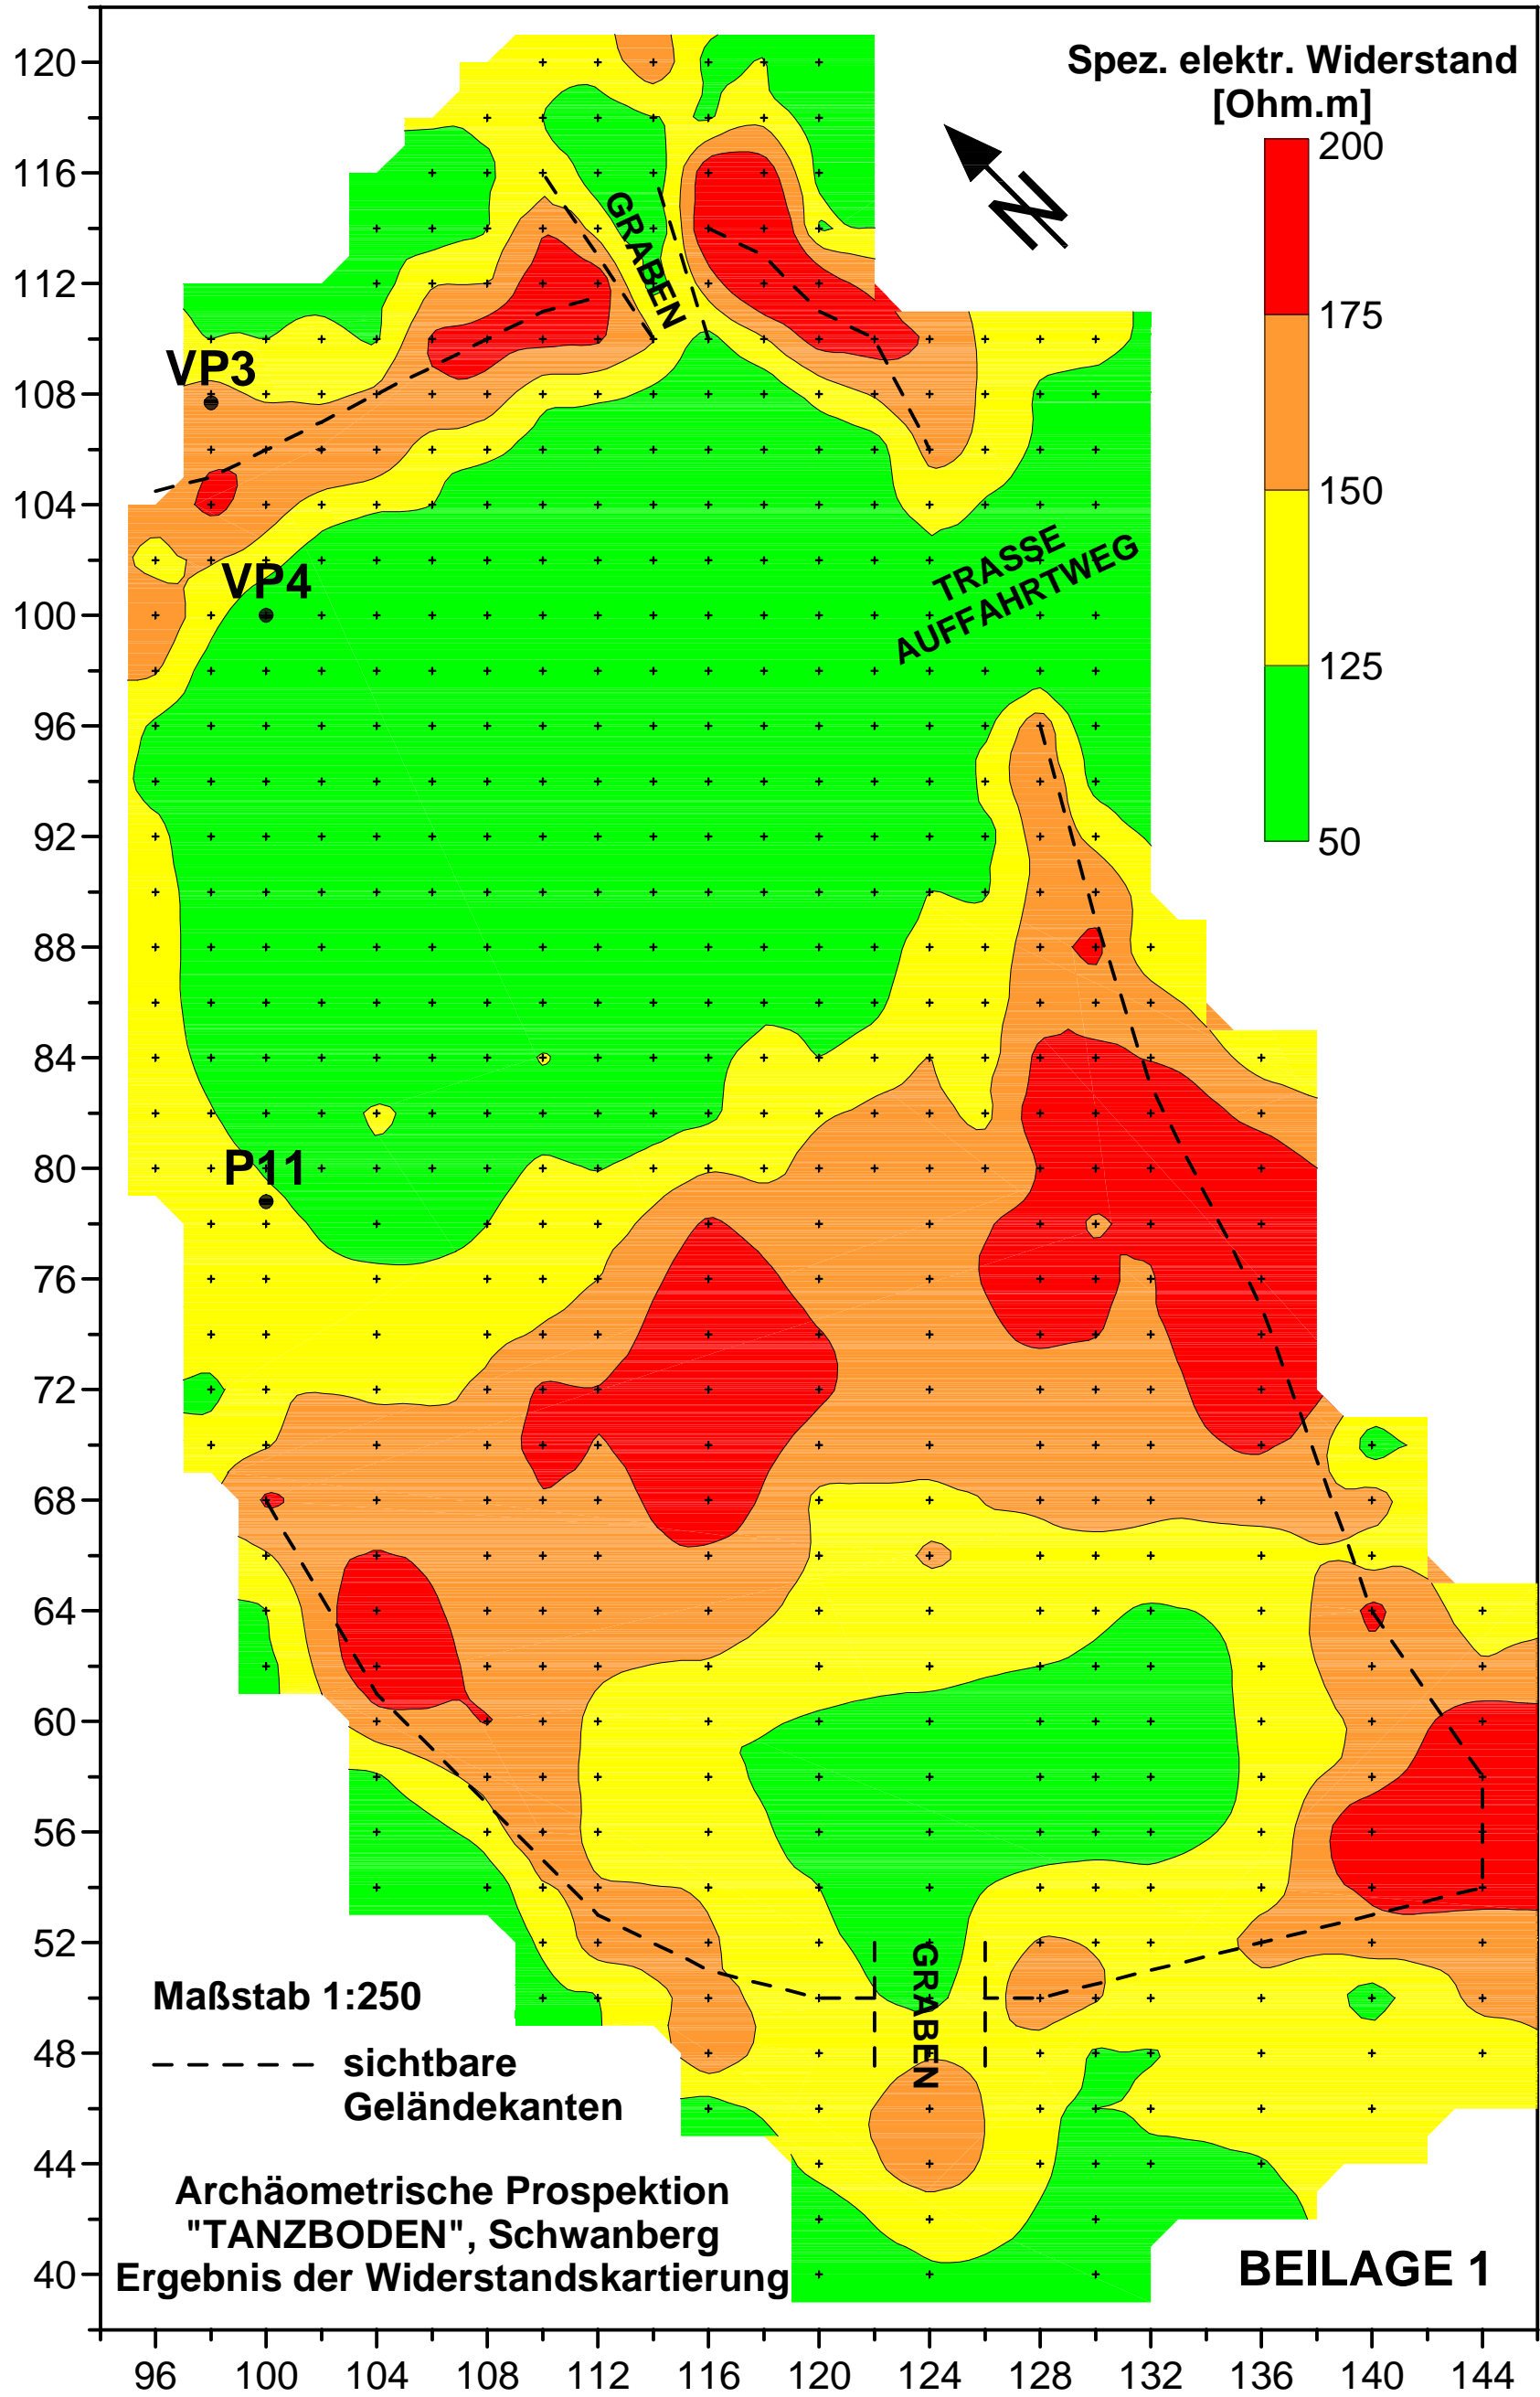 Spez. elektr. Widerstand
[Ohm.m]
200
175
150
125
50
N
120
116
112
108
104
100
96
92
88
84
80
76
72
68
64
60
56
52
48
44
40
GRABEN
VP3
VP4
TRASSE
AUFFAHRTWEG
P11
GRABEN
Maßstab 1:250
sichtbare
Geländekanten
Archäometrische Prospektion
"TANZBODEN", Schwanberg
Ergebnis der Widerstandskartierung
BEILAGE 1
96 100 104 108 112 116 120 124 128 132 136 140 144